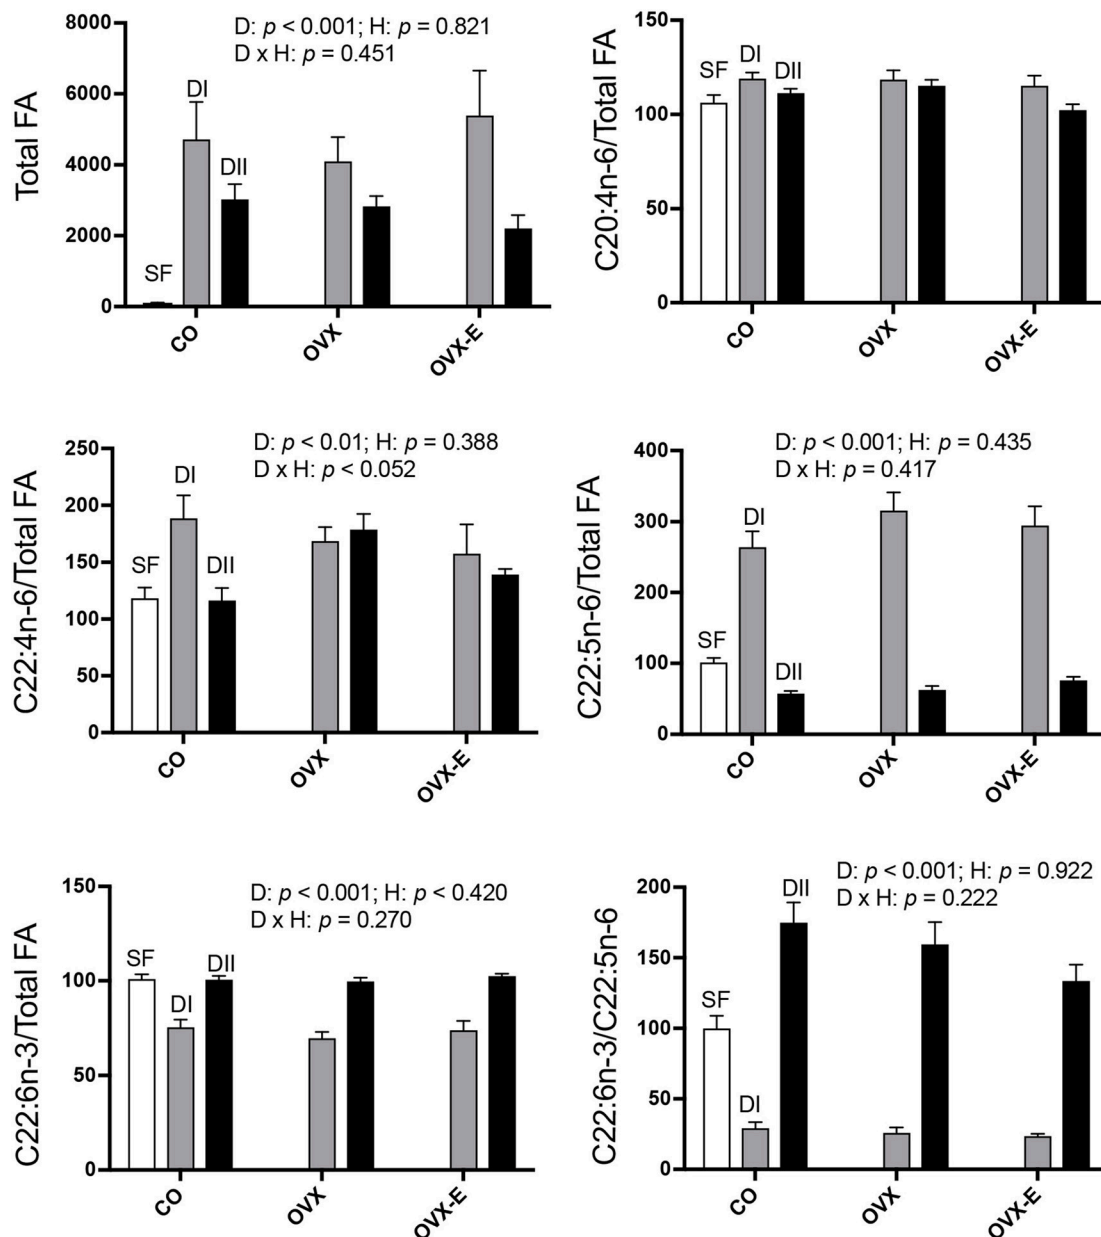 D: p < 0.001; H: p = 0.821
D x H: p = 0.451
Total FA
8000
6000
4000
2000
0
SF
DI
DII
CO
OVX
OVX-E
C20:4n-6/Total FA
150
100
50
0
SF
DI
DII
CO
OVX
OVX-E
D: p < 0.01; H: p = 0.388
D x H: p < 0.052
C22:4n-6/Total FA
250
200
150
100
50
0
SF
DI
DII
CO
OVX
OVX-E
D: p < 0.001; H: p = 0.435
D x H: p = 0.417
C22:5n-6/Total FA
400
300
200
100
0
SF
DI
DII
CO
OVX
OVX-E
D: p < 0.001; H: p < 0.420
D x H: p = 0.270
C22:6n-3/Total FA
150
100
50
0
SF
DI
DII
CO
OVX
OVX-E
D: p < 0.001; H: p = 0.922
D x H: p = 0.222
C22:6n-3/C22:5n-6
200
150
100
50
0
SF
DI
DII
CO
OVX
OVX-E